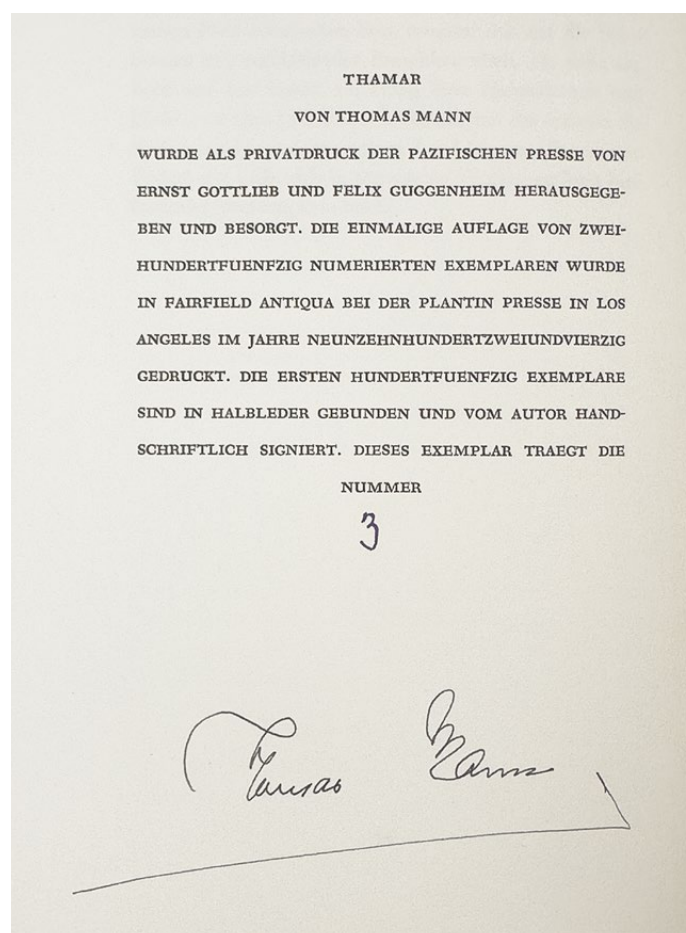 THAMAR
VON THOMAS MANN
WURDE ALS PRIVATDRUCK DER PAZIFISCHEN PRESSE VON
ERNST GOTTLIEB UND FELIX GUGGENHEIM HERAUSGEGE-
BEN UND BESORGT. DIE EINMALIGE AUFLAGE VON ZWEI-
HUNDERTFUENFZIG NUMERIERTEN EXEMPLAREN WURDE
IN FAIRFIELD ANTIQUA BEI DER PLANTIN PRESSE IN LOS
ANGELES IM JAHRE NEUNZEHNHUNDERTZWEIUNDVIERZIG
GEDRUCKT. DIE ERSTEN HUNDERTFUENFZIG EXEMPLARE
SIND IN HALBLEDER GEBUNDEN UND VOM AUTOR HAND-
SCHRIFTLICH SIGNIERT. DIESES EXEMPLAR TRAEGT DIE
NUMMER
3
Thomas Mann